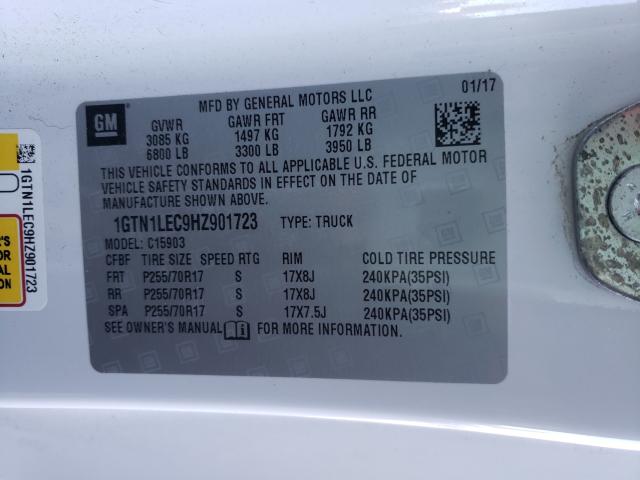 GM
MFD BY GENERAL MOTORS LLC
01/17
GVWR GAWR FRT GAWR RR
3085 KG 1497 KG 1792 KG
6800 LB 3300 LB 3950 LB
THIS VEHICLE CONFORMS TO ALL APPLICABLE U.S. FEDERAL MOTOR
VEHICLE SAFETY STANDARDS IN EFFECT ON THE DATE OF
MANUFACTURE SHOWN ABOVE.
1GTN1LEC9HZ901723 TYPE: TRUCK
MODEL: C15903
CFBF TIRE SIZE SPEED RTG RIM COLD TIRE PRESSURE
FRT P255/70R17 S 17X8J 240KPA(35PSI)
RR P255/70R17 S 17X8J 240KPA(35PSI)
SPA P255/70R17 S 17X7.5J 240KPA(35PSI)
SEE OWNER'S MANUAL FOR MORE INFORMATION.
1GTN1LEC9HZ901723